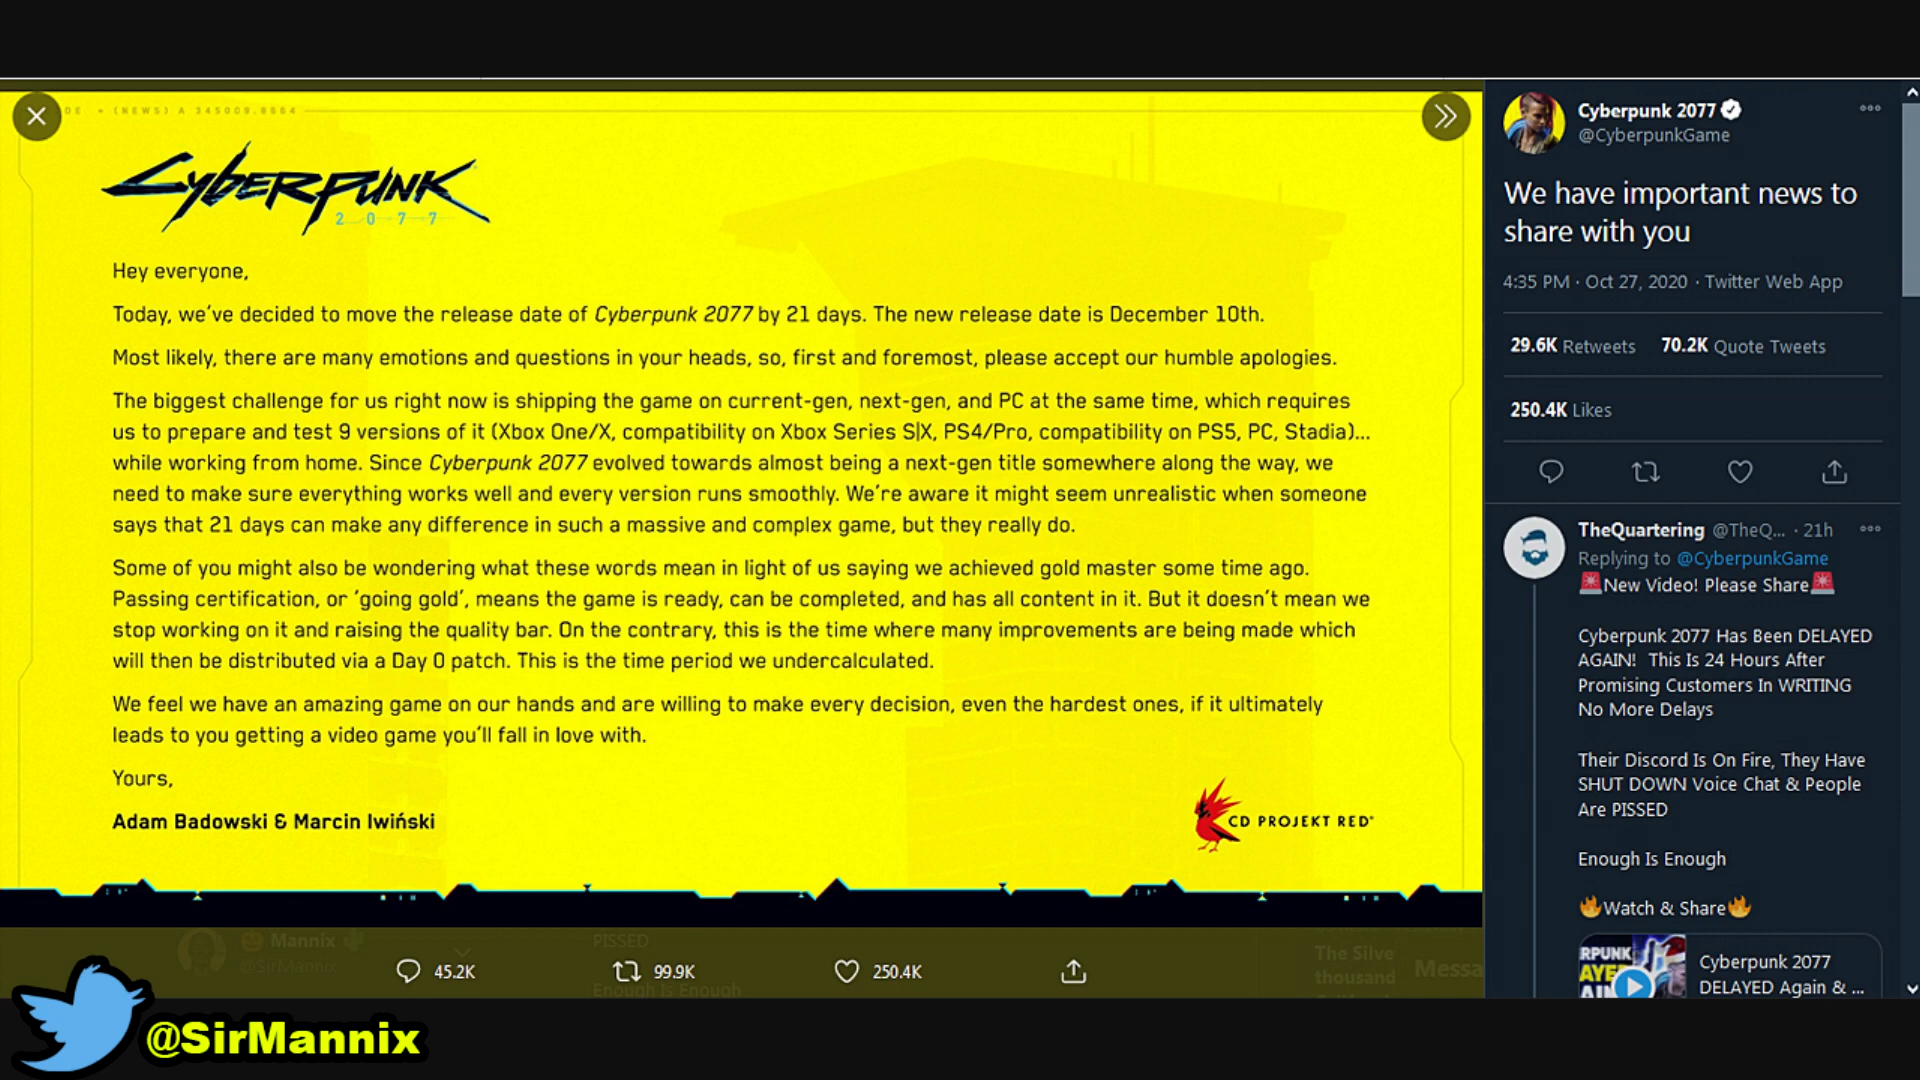 (NEWS) A 345009.8664
CYBERPUNK
2077
Hey everyone,
Today, we've decided to move the release date of Cyberpunk 2077 by 21 days. The new release date is December 10th.
Most likely, there are many emotions and questions in your heads, so, first and foremost, please accept our humble apologies.
The biggest challenge for us right now is shipping the game on current-gen, next-gen, and PC at the same time, which requires
us to prepare and test 9 versions of it (Xbox One/X, compatibility on Xbox Series S|X, PS4/Pro, compatibility on PS5, PC, Stadia)...
while working from home. Since Cyberpunk 2077 evolved towards almost being a next-gen title somewhere along the way, we
need to make sure everything works well and every version runs smoothly. We're aware it might seem unrealistic when someone
says that 21 days can make any difference in such a massive and complex game, but they really do.
Some of you might also be wondering what these words mean in light of us saying we achieved gold master some time ago.
Passing certification, or 'going gold', means the game is ready, can be completed, and has all content in it. But it doesn't mean we
stop working on it and raising the quality bar. On the contrary, this is the time where many improvements are being made which
will then be distributed via a Day 0 patch. This is the time period we undercalculated.
We feel we have an amazing game on our hands and are willing to make every decision, even the hardest ones, if it ultimately
leads to you getting a video game you'll fall in love with.
Yours,
Adam Badowski & Marcin Iwiński
CD PROJEKT RED®
Mannix
@SirMannix
PISSED
Enough Is Enough
The Silve
thousand
Messa
45.2K
99.9K
250.4K
@SirMannix
Cyberpunk 2077
@CyberpunkGame
We have important news to
share with you
4:35 PM · Oct 27, 2020 · Twitter Web App
29.6K Retweets 70.2K Quote Tweets
250.4K Likes
TheQuartering @TheQ... · 21h
Replying to @CyberpunkGame
🚨New Video! Please Share🚨
Cyberpunk 2077 Has Been DELAYED
AGAIN! This Is 24 Hours After
Promising Customers In WRITING
No More Delays
Their Discord Is On Fire, They Have
SHUT DOWN Voice Chat & People
Are PISSED
Enough Is Enough
🔥Watch & Share🔥
RPUNK
Cyberpunk 2077
DELAYED Again & ...